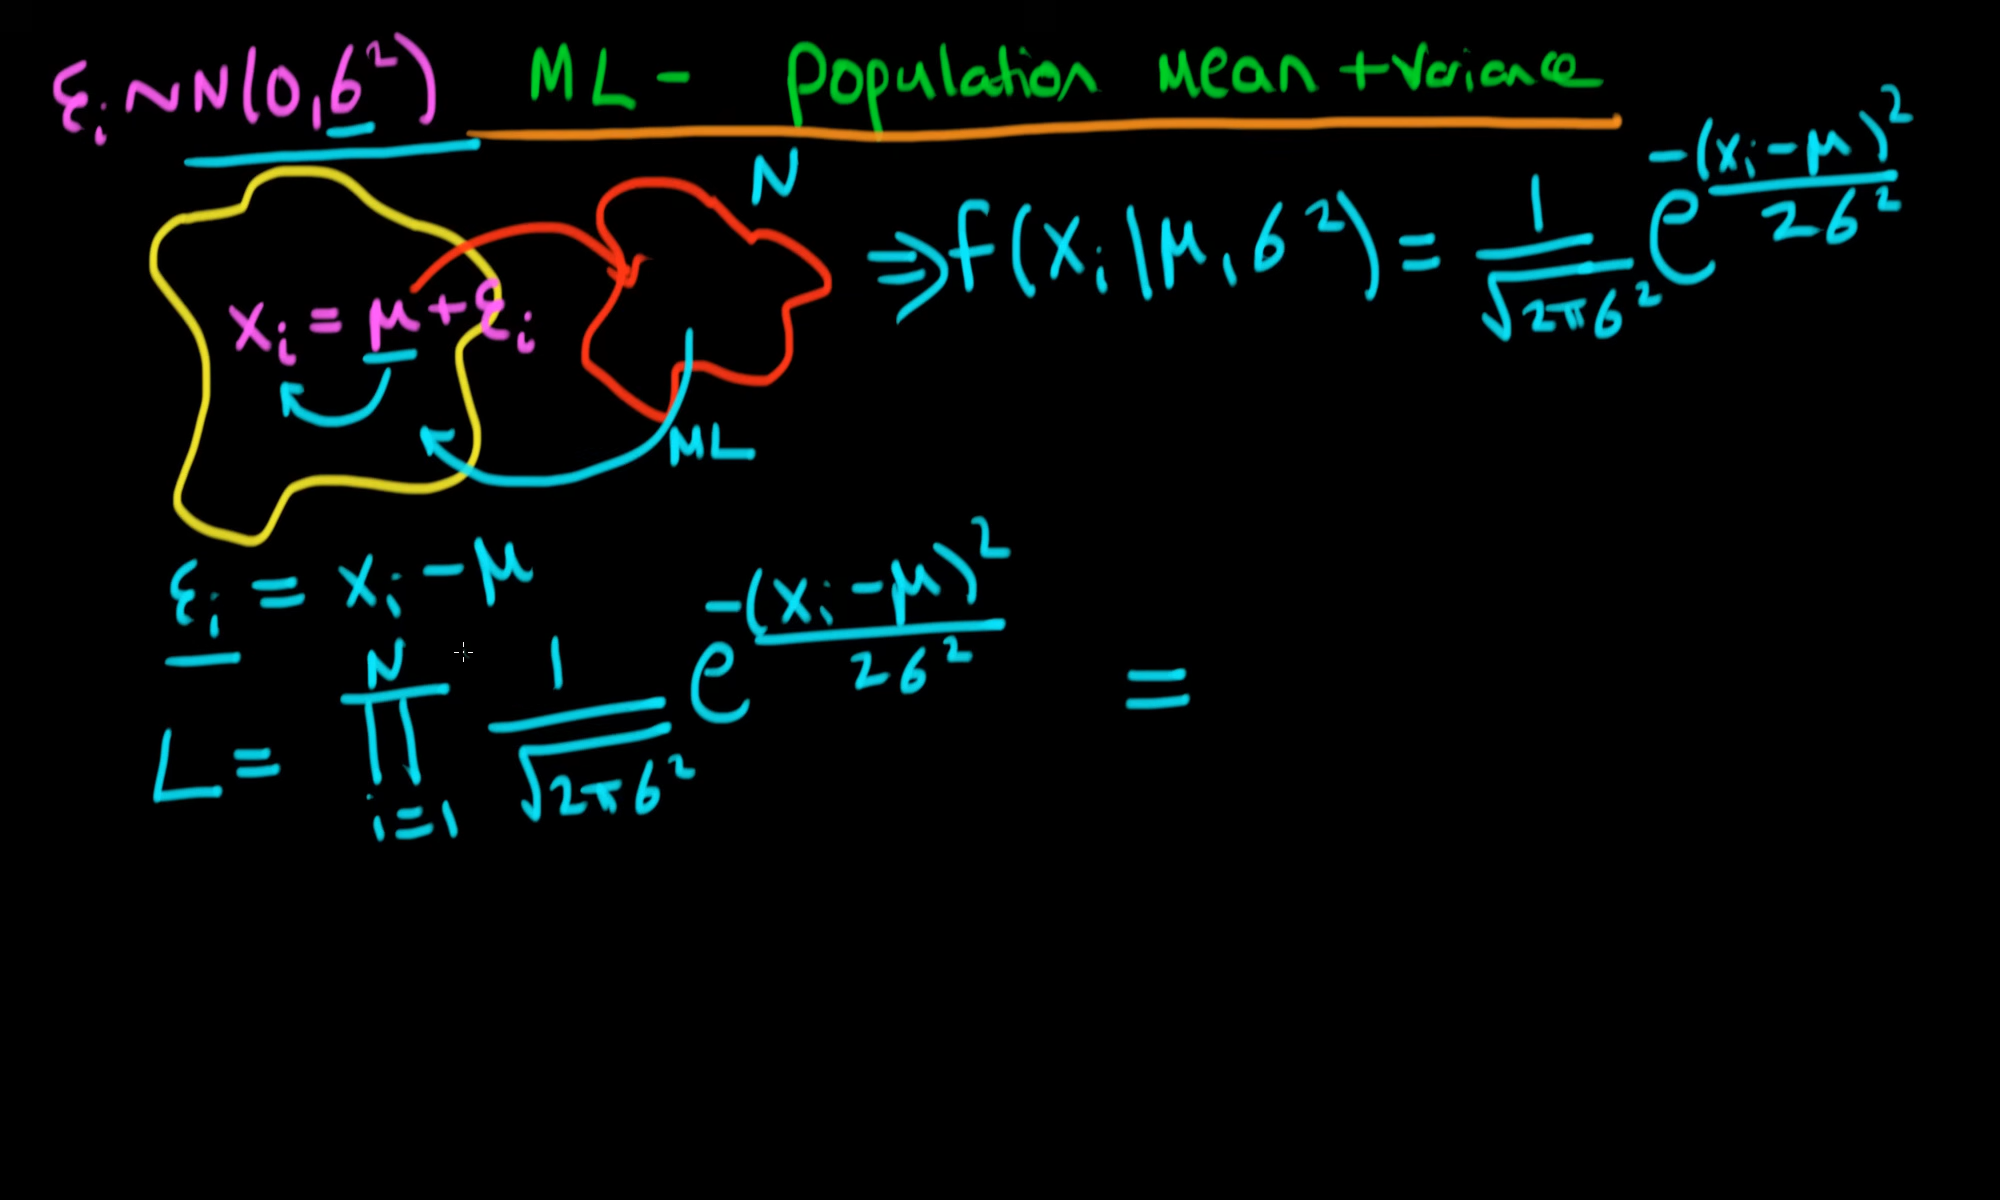 εᵢ ~ N(0, σ²) ML - Population Mean + Variance
N
⇒ f(xᵢ | μ, σ²) = 1/√(2πσ²) e^(-(xᵢ - μ)²/2σ²)
xᵢ = μ + εᵢ
ML
εᵢ = xᵢ - μ
L = ∏_{i=1}^{N} 1/√(2πσ²) e^(-(xᵢ - μ)²/2σ²) =